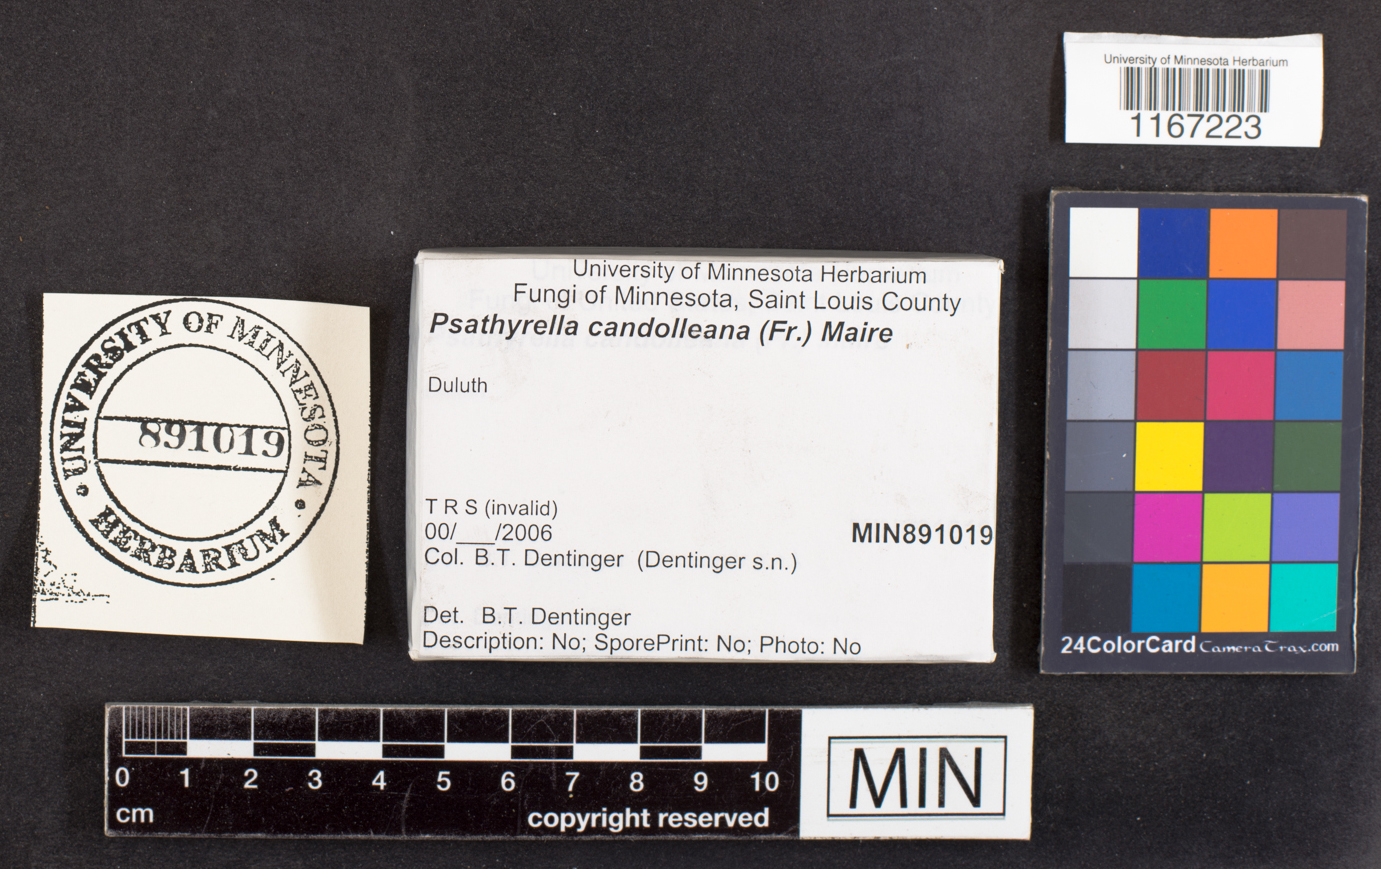 University of Minnesota Herbarium
1167223
University of Minnesota Herbarium
Fungi of Minnesota, Saint Louis County
Psathyrella candolleana (Fr.) Maire
Duluth
T R S (invalid)
00/___/2006
MIN891019
Col. B.T. Dentinger (Dentinger s.n.)
Det. B.T. Dentinger
Description: No; SporePrint: No; Photo: No
UNIVERSITY OF MINNESOTA
891019
• HERBARIUM •
24ColorCard CameraTrax.com
0 1 2 3 4 5 6 7 8 9 10
cm
copyright reserved
MIN